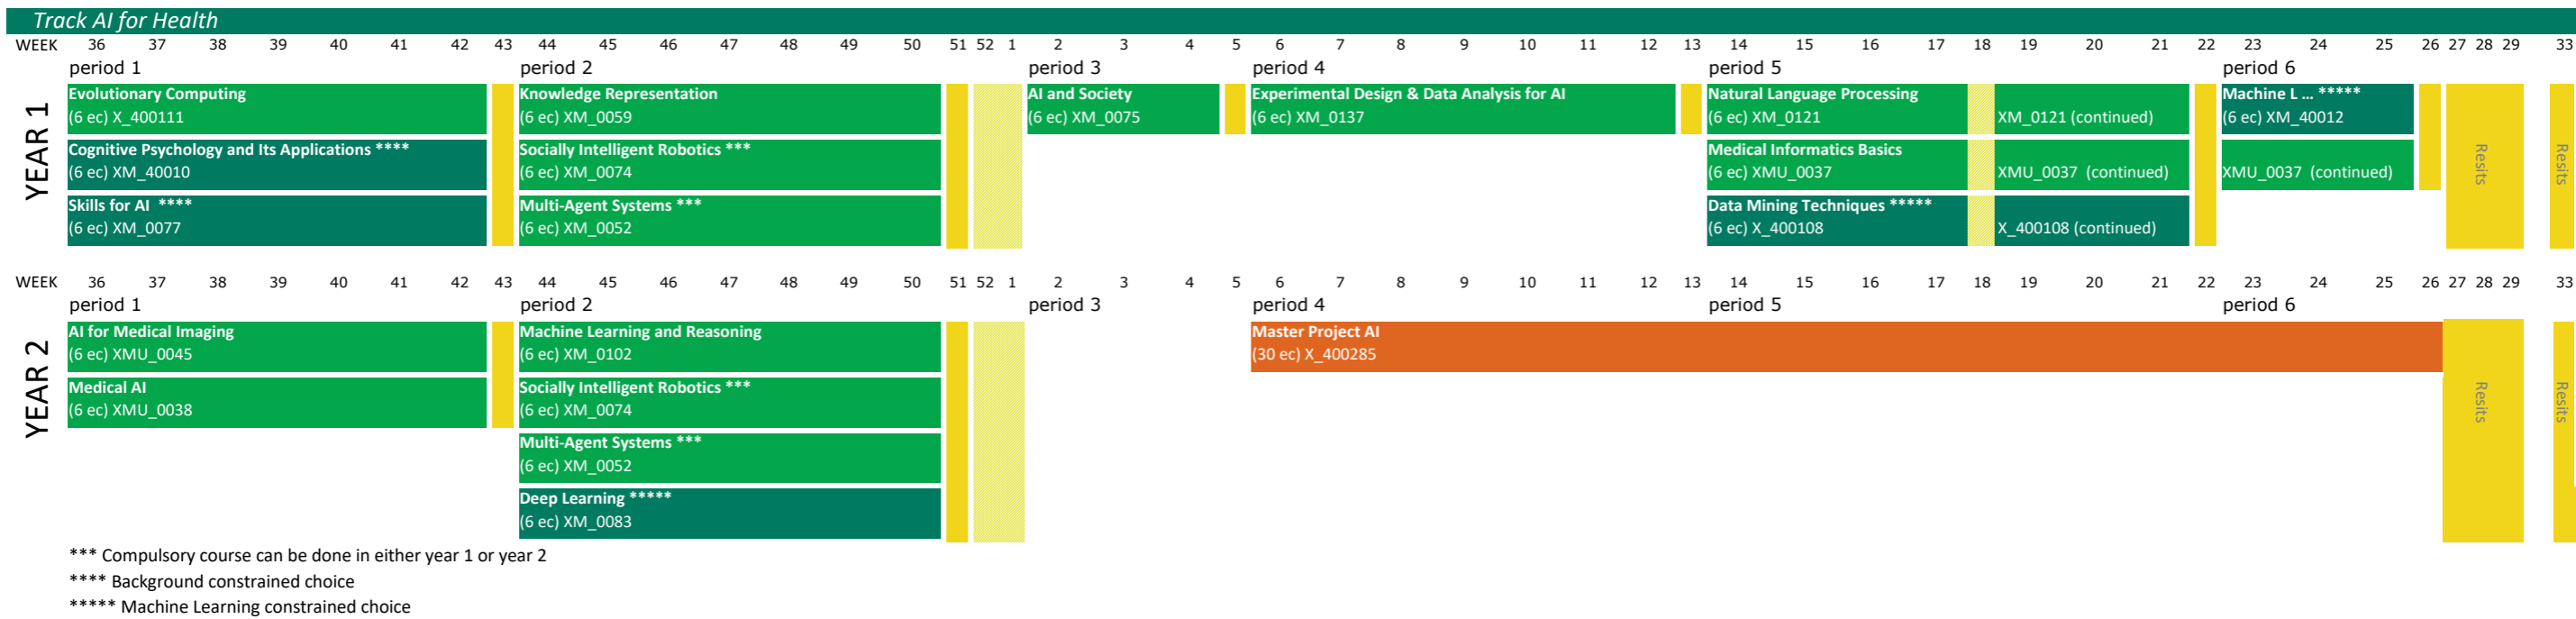 Track AI for Health
WEEK 36 37 38 39 40 41 42 43 44 45 46 47 48 49 50 51 52 1 2 3 4 5 6 7 8 9 10 11 12 13 14 15 16 17 18 19 20 21 22 23 24 25 26 27 28 29 33
period 1 period 2 period 3 period 4 period 5 period 6
YEAR 1
Evolutionary Computing Knowledge Representation AI and Society Experimental Design & Data Analysis for AI Natural Language Processing Machine L ... *****
(6 ec) X_400111 (6 ec) XM_0059 (6 ec) XM_0075 (6 ec) XM_0137 (6 ec) XM_0121 XM_0121 (continued) (6 ec) XM_40012
Cognitive Psychology and Its Applications **** Socially Intelligent Robotics *** Medical Informatics Basics
(6 ec) XM_40010 (6 ec) XM_0074 (6 ec) XMU_0037 XMU_0037 (continued) XMU_0037 (continued)
Resits Resits
Skills for AI **** Multi-Agent Systems *** Data Mining Techniques *****
(6 ec) XM_0077 (6 ec) XM_0052 (6 ec) X_400108 X_400108 (continued)
WEEK 36 37 38 39 40 41 42 43 44 45 46 47 48 49 50 51 52 1 2 3 4 5 6 7 8 9 10 11 12 13 14 15 16 17 18 19 20 21 22 23 24 25 26 27 28 29 33
period 1 period 2 period 3 period 4 period 5 period 6
YEAR 2
AI for Medical Imaging Machine Learning and Reasoning Master Project AI
(6 ec) XMU_0045 (6 ec) XM_0102 (30 ec) X_400285
Medical AI Socially Intelligent Robotics ***
(6 ec) XMU_0038 (6 ec) XM_0074
Resits Resits
Multi-Agent Systems ***
(6 ec) XM_0052
Deep Learning *****
(6 ec) XM_0083
*** Compulsory course can be done in either year 1 or year 2
**** Background constrained choice
***** Machine Learning constrained choice